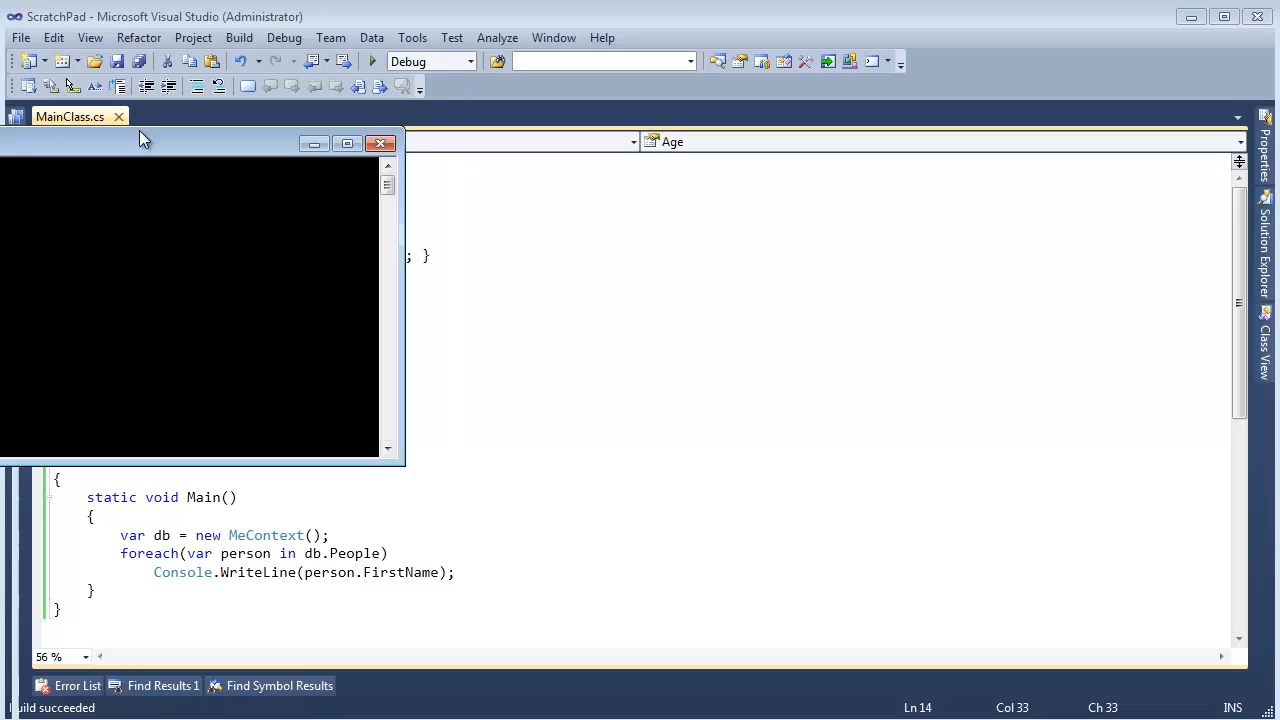 ScratchPad - Microsoft Visual Studio (Administrator)
File Edit View Refactor Project Build Debug Team Data Tools Test Analyze Window Help
Debug
MainClass.cs
Age
; }
{
static void Main()
{
var db = new MeContext();
foreach(var person in db.People)
Console.WriteLine(person.FirstName);
}
}
56 %
Error List Find Results 1 Find Symbol Results
uild succeeded Ln 14 Col 33 Ch 33 INS
Properties
Solution Explorer
Class View